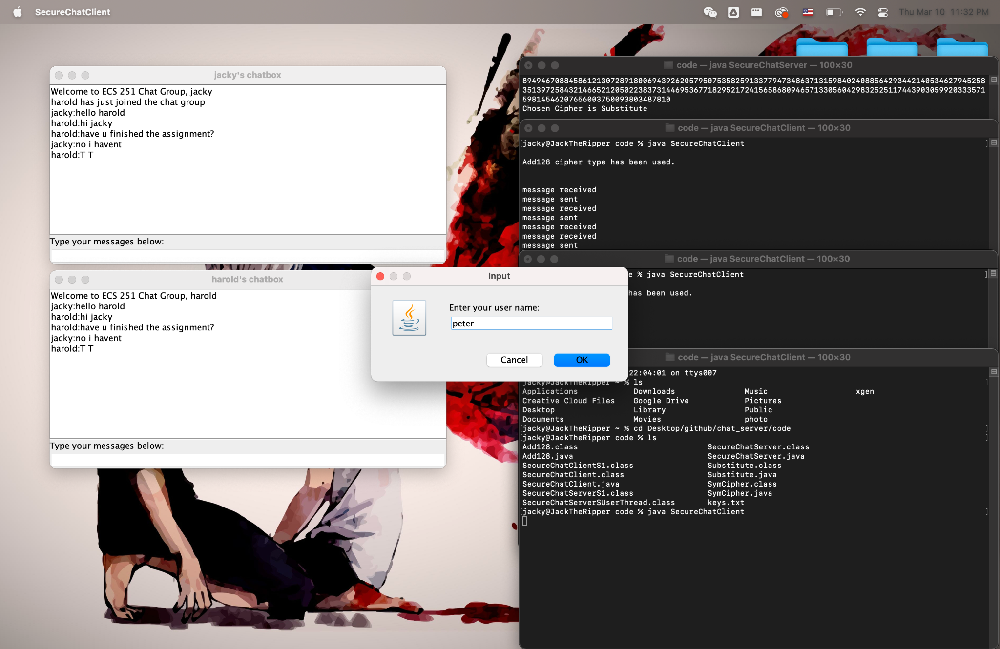 SecureChatClient
Thu Mar 10 11:32 PM
jacky's chatbox
Welcome to ECS 251 Chat Group, jacky
harold has just joined the chat group
jacky:hello harold
harold:hi jacky
harold:have u finished the assignment?
jacky:no i havent
harold:T T
Type your messages below:
harold's chatbox
Welcome to ECS 251 Chat Group, harold
jacky:hello harold
harold:hi jacky
harold:have u finished the assignment?
jacky:no i havent
harold:T T
Type your messages below:
Input
Enter your user name:
peter
Cancel
OK
code — java SecureChatServer — 100×30
8949467088458612130728918006943926205795075358259133779473486371315984024088564293442140534627945258
3513972584321466521205022383731446953677182952172415658680946571330560429832525117443903059920333571
59814546207656003750093803487810
Chosen Cipher is Substitute
code — java SecureChatClient — 100×30
[jacky@JackTheRipper code % java SecureChatClient ]
Add128 cipher type has been used.
message received
message sent
message received
message sent
message received
message received
message sent
code — java SecureChatClient — 100×30
e % java SecureChatClient ]
has been used.
code — java SecureChatClient — 100×30
22:04:01 on ttys007
[jacky@JackTheRipper ~ % ls ]
Applications Downloads Music xgen
Creative Cloud Files Google Drive Pictures
Desktop Library Public
Documents Movies photo
[jacky@JackTheRipper ~ % cd Desktop/github/chat_server/code ]
[jacky@JackTheRipper code % ls ]
Add128.class SecureChatServer.class
Add128.java SecureChatServer.java
SecureChatClient$1.class Substitute.class
SecureChatClient.class Substitute.java
SecureChatClient.java SymCipher.class
SecureChatServer$1.class SymCipher.java
SecureChatServer$UserThread.class keys.txt
[jacky@JackTheRipper code % java SecureChatClient ]